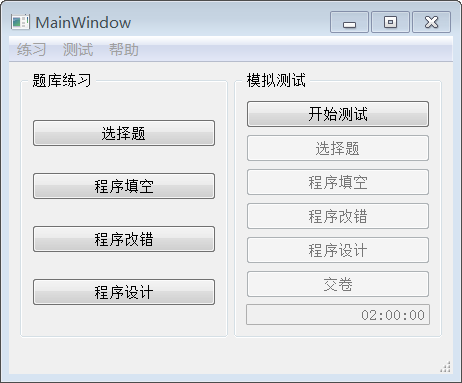 MainWindow
练习 测试 帮助
题库练习
选择题
程序填空
程序改错
程序设计
模拟测试
开始测试
选择题
程序填空
程序改错
程序设计
交卷
02:00:00